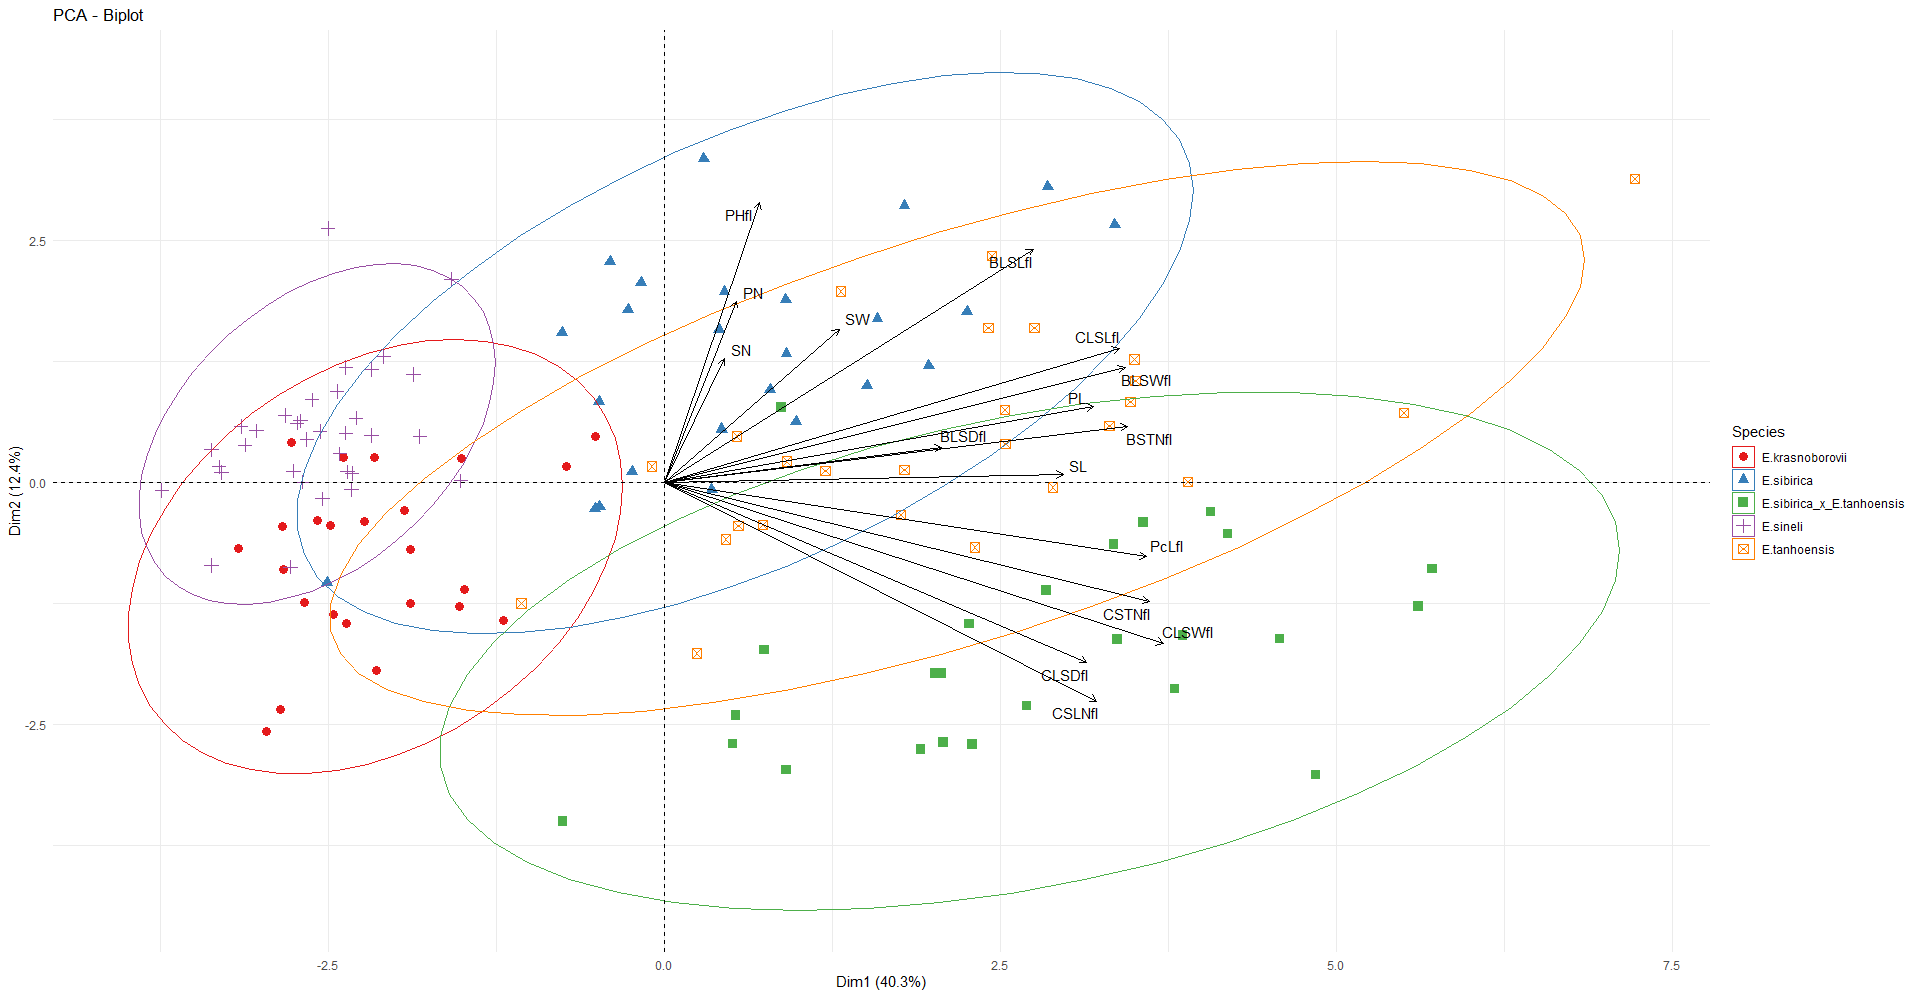 PCA - Biplot
PHfl
BLSLfl
PN
SW
SN
CLSLfl
BLSWfl
PL
BLSDfl
BSTNfl
SL
PcLfl
CSTNfl
CLSWfl
CLSDfl
CSLNfl
2.5
0.0
-2.5
Dim2 (12.4%)
-2.5
0.0
2.5
5.0
7.5
Dim1 (40.3%)
Species
E.krasnoborovii
E.sibirica
E.sibirica_x_E.tanhoensis
E.sineli
E.tanhoensis